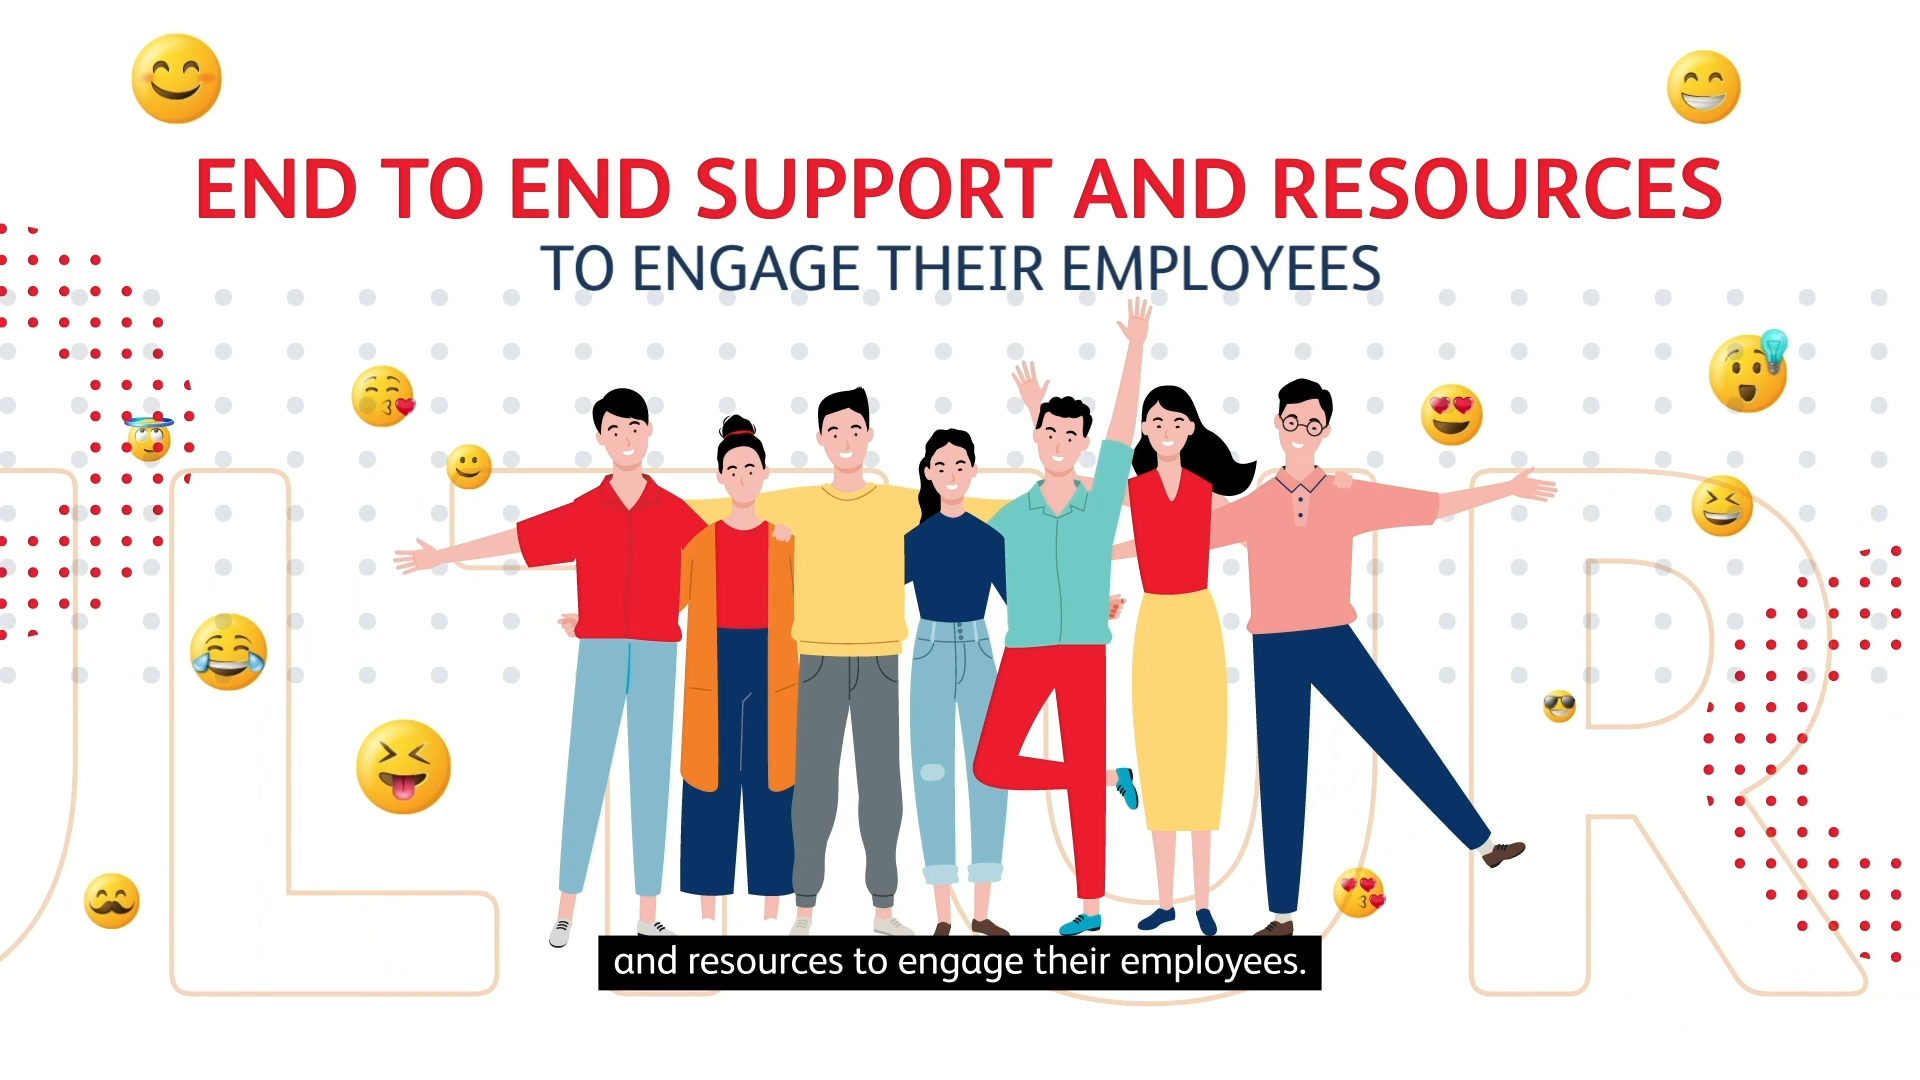 END TO END SUPPORT AND RESOURCES
TO ENGAGE THEIR EMPLOYEES
and resources to engage their employees.